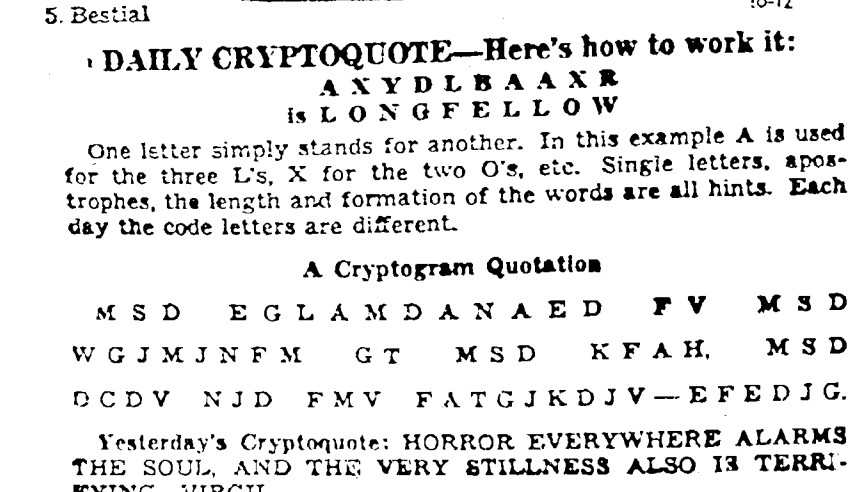 5. Bestial
DAILY CRYPTOQUOTE—Here's how to work it:
A X Y D L B A A X R
is L O N G F E L L O W
One letter simply stands for another. In this example A is used
for the three L's, X for the two O's, etc. Single letters, apos-
trophes, the length and formation of the words are all hints. Each
day the code letters are different.
A Cryptogram Quotation
M S D E G L A M D A N A E D F V M S D
W G J M J N F M G T M S D K F A H, M S D
D C D V N J D F M V F A T G J K D J V — E F E D J G.
Yesterday's Cryptoquote: HORROR EVERYWHERE ALARMS
THE SOUL, AND THE VERY STILLNESS ALSO IS TERRI-